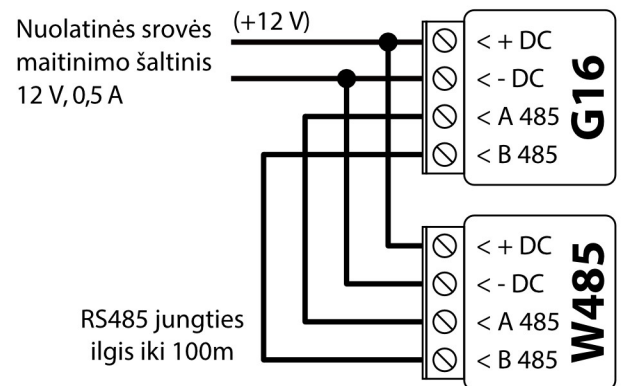 Nuolatinės srovės
maitinimo šaltinis
12 V, 0,5 A
(+12 V)
< + DC
< - DC
< A 485
< B 485
G16
< + DC
< - DC
< A 485
< B 485
W485
RS485 jungties
ilgis iki 100m